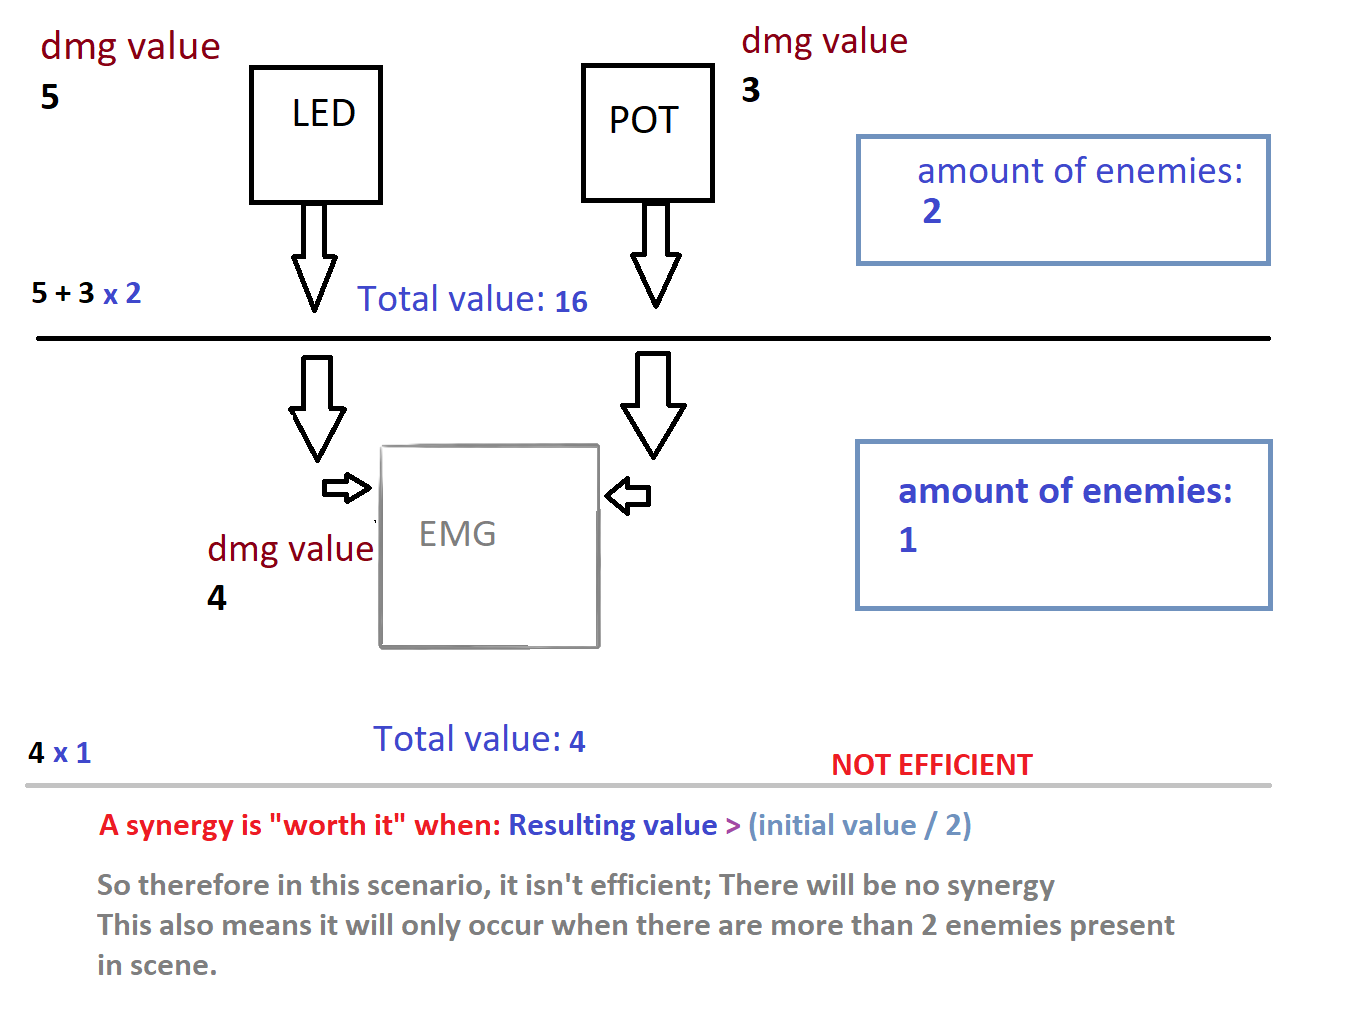 dmg value
5
LED
POT
dmg value
3
amount of enemies:
2
5 + 3 x 2
Total value: 16
EMG
dmg value
4
amount of enemies:
1
4 x 1
Total value: 4
NOT EFFICIENT
A synergy is "worth it" when: Resulting value > (initial value / 2)
So therefore in this scenario, it isn't efficient; There will be no synergy
This also means it will only occur when there are more than 2 enemies present
in scene.